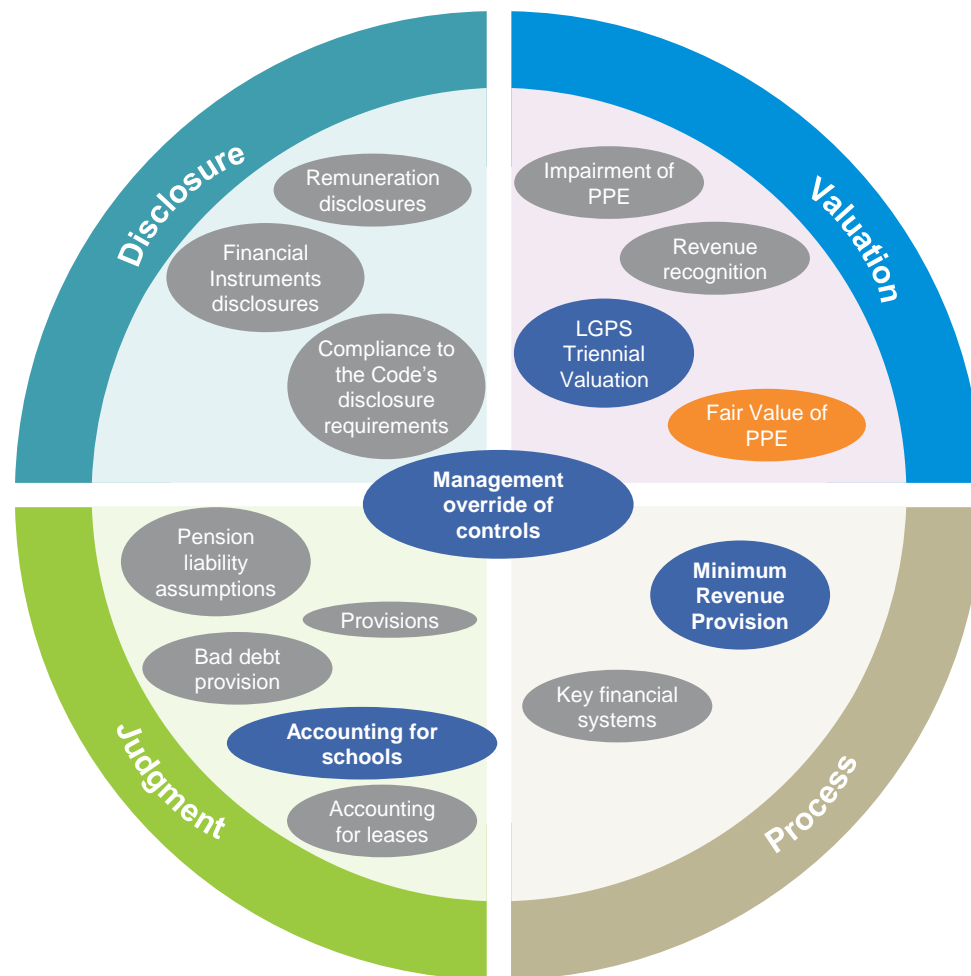 Disclosure
Remuneration
disclosures
Financial
Instruments
disclosures
Compliance to
the Code's
disclosure
requirements
Valuation
Impairment of
PPE
Revenue
recognition
LGPS
Triennial
Valuation
Fair Value of
PPE
Management
override of
controls
Judgment
Pension
liability
assumptions
Provisions
Bad debt
provision
Accounting for
schools
Accounting
for leases
Process
Minimum
Revenue
Provision
Key financial
systems